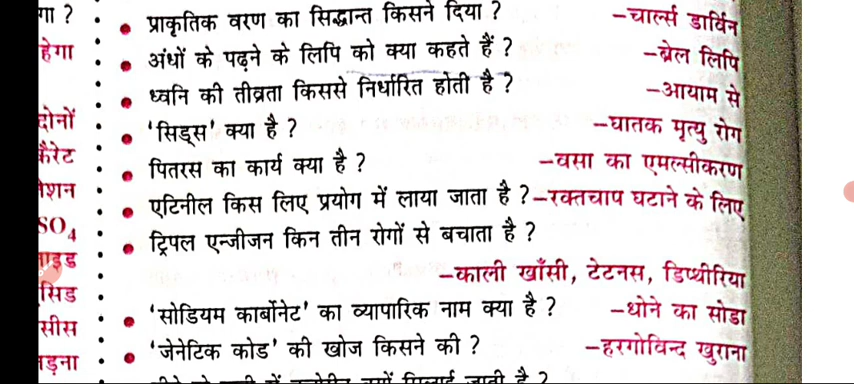 गा ?
हेगा
दोनों
कैरेट
नेशन
SO₄
सिड
सीस
ड़ना
• प्राकृतिक वरण का सिद्धान्त किसने दिया ? –चार्ल्स डार्विन
• अंधों के पढ़ने के लिपि को क्या कहते हैं ? –ब्रेल लिपि
• ध्वनि की तीव्रता किससे निर्धारित होती है ? –आयाम से
• ‘सिड्स’ क्या है ? –घातक मृत्यु रोग
• पितरस का कार्य क्या है ? –वसा का एमल्सीकरण
• एटिनील किस लिए प्रयोग में लाया जाता है ?–रक्तचाप घटाने के लिए
• ट्रिपल एन्जीजन किन तीन रोगों से बचाता है ?
–काली खाँसी, टेटनस, डिप्थीरिया
• ‘सोडियम कार्बोनेट’ का व्यापारिक नाम क्या है ? –धोने का सोडा
• ‘जेनेटिक कोड’ की खोज किसने की ? –हरगोविन्द खुराना